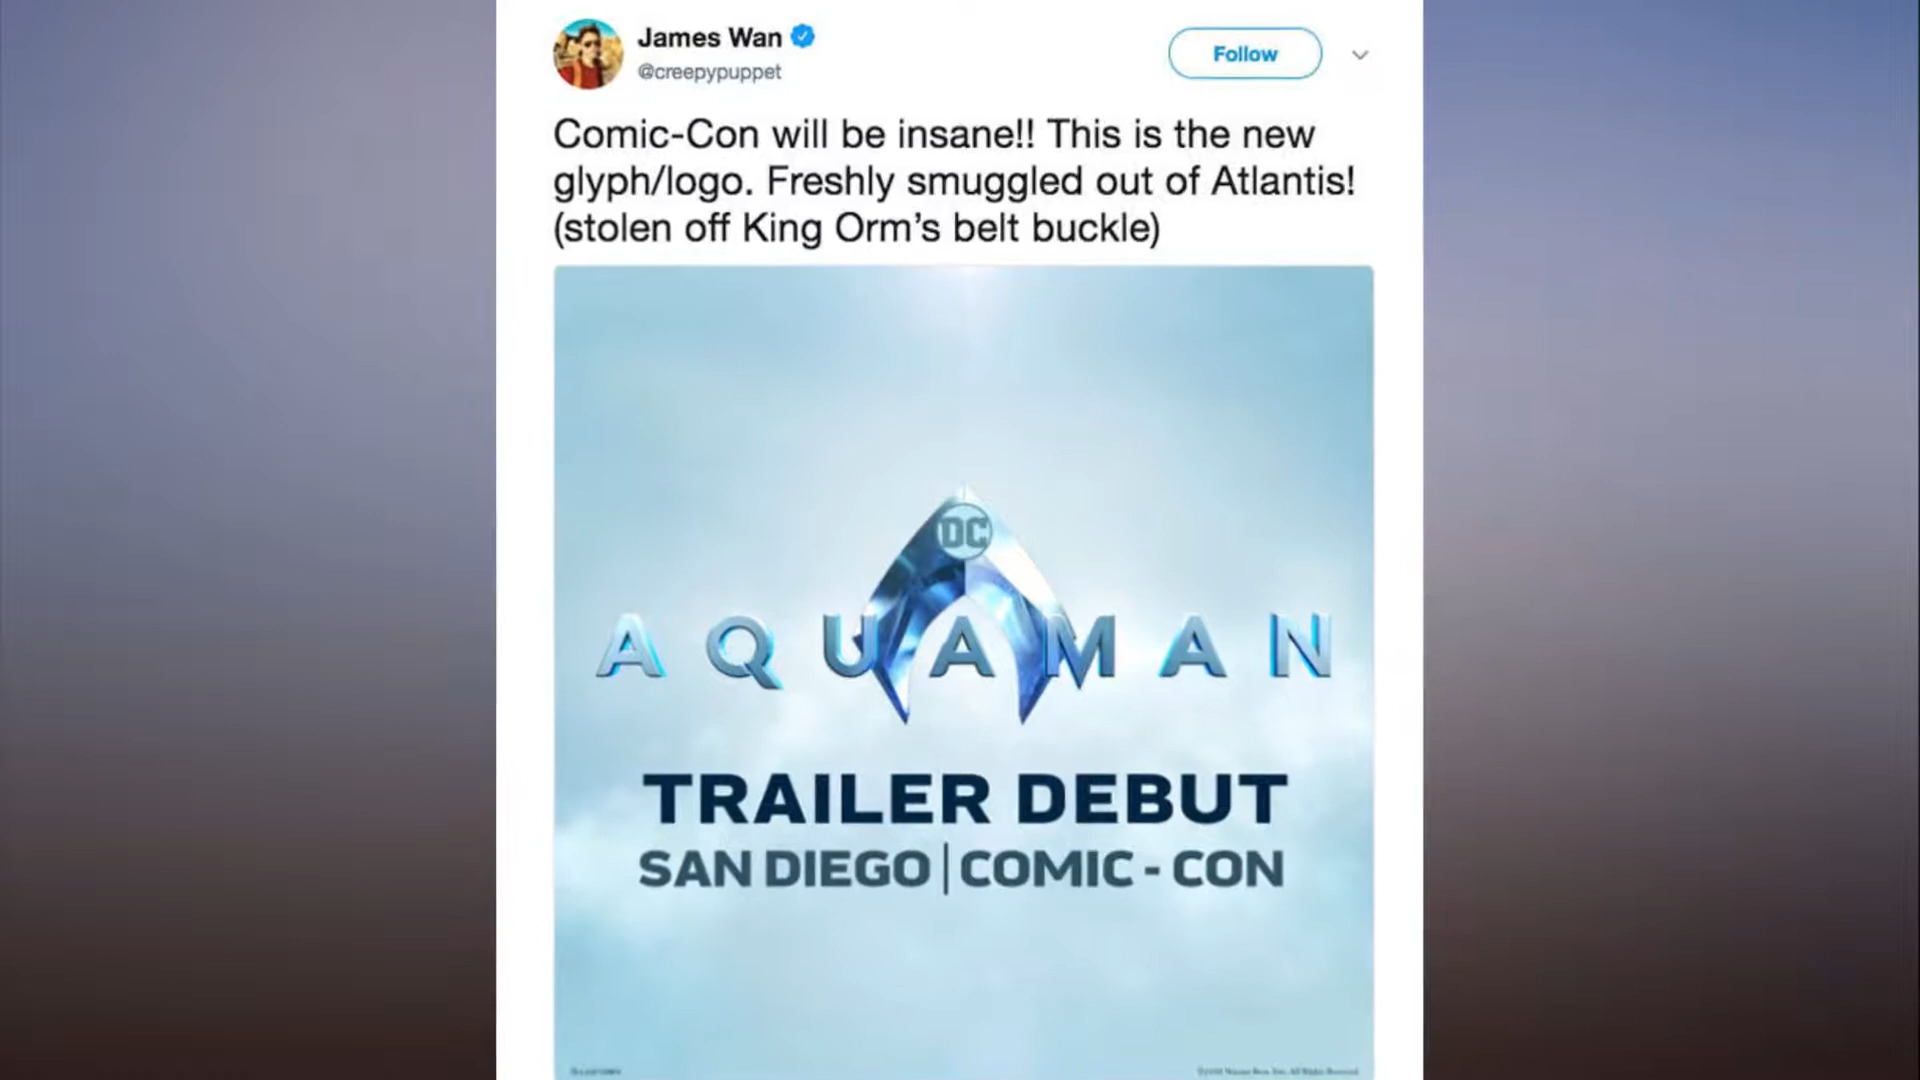 James Wan
@creepypuppet
Follow
Comic-Con will be insane!! This is the new
glyph/logo. Freshly smuggled out of Atlantis!
(stolen off King Orm’s belt buckle)
DC
AQUAMAN
TRAILER DEBUT
SAN DIEGO | COMIC-CON